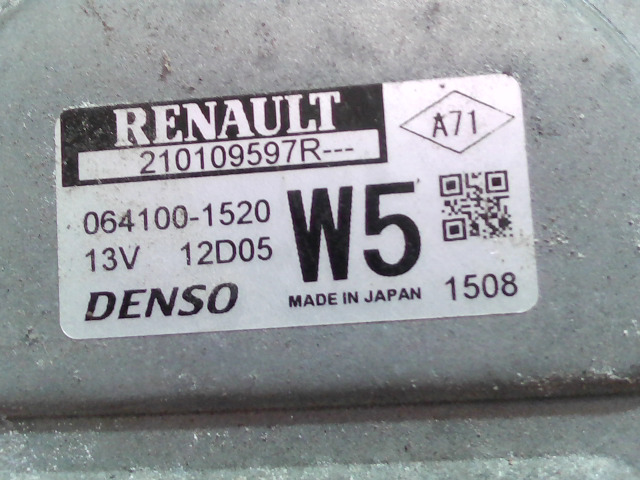 RENAULT
210109597R---
A71
064100-1520
13V 12D05
W5
DENSO
MADE IN JAPAN
1508